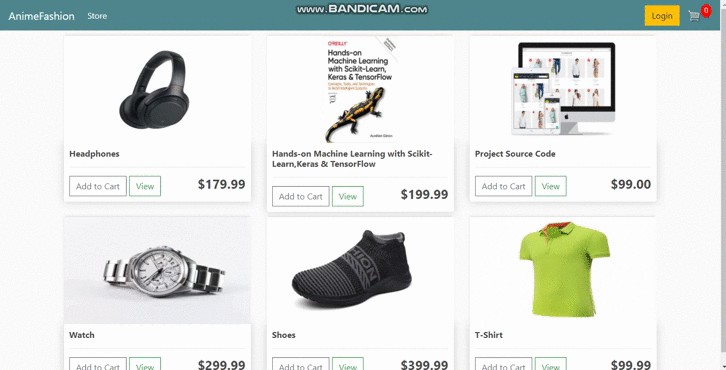 www.BANDICAM.com
AnimeFashion Store Login 0
O'REILLY
Hands-on
Machine Learning
with Scikit-Learn,
Keras & TensorFlow
Headphones
Add to Cart View $179.99
Hands-on Machine Learning with Scikit-
Learn,Keras & TensorFlow
Add to Cart View $199.99
Project Source Code
Add to Cart View $99.00
Watch
Add to Cart View $299.99
Shoes
Add to Cart View $399.99
T-Shirt
Add to Cart View $99.99